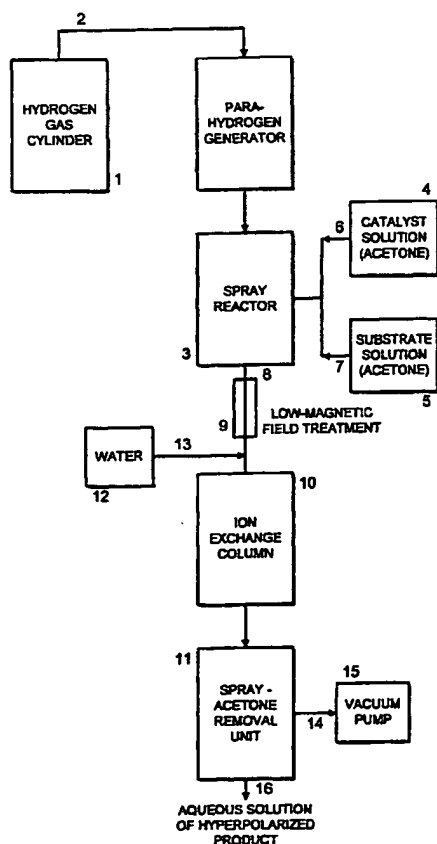 2
HYDROGEN
GAS
CYLINDER
1
PARA-
HYDROGEN
GENERATOR
4
6
CATALYST
SOLUTION
(ACETONE)
SPRAY
REACTOR
3
8
SUBSTRATE
SOLUTION
(ACETONE)
7
5
9
LOW-MAGNETIC
FIELD TREATMENT
13
WATER
12
10
ION
EXCHANGE
COLUMN
11
SPRAY -
ACETONE
REMOVAL
UNIT
15
14
VACUUM
PUMP
16
AQUEOUS SOLUTION
OF HYPERPOLARIZED
PRODUCT